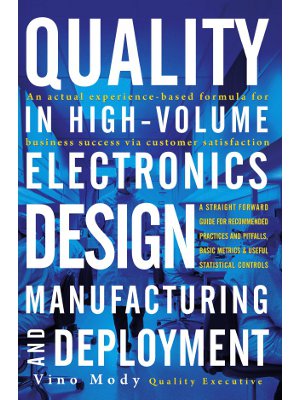 QUALITY
An actual experience-based formula for
IN HIGH-VOLUME
business success via customer satisfaction
ELECTRONICS
DESIGN
A STRAIGHT FORWARD
GUIDE FOR RECOMMENDED
PRACTICES AND PITFALLS,
BASIC METRICS & USEFUL
STATISTICAL CONTROLS
MANUFACTURING
AND DEPLOYMENT
Vino Mody Quality Executive